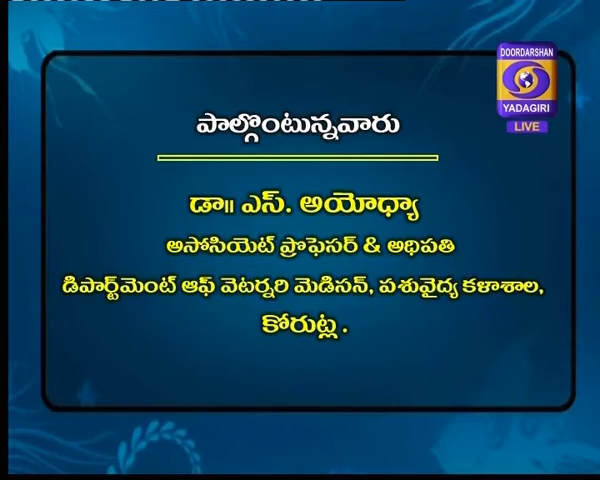 DOORDARSHAN
YADAGIRI
LIVE
పాల్గొంటున్నవారు
డా॥ ఎస్. అయోధ్యా
అసోసియెట్ ప్రొఫెసర్ & అధిపతి
డిపార్ట్‌మెంట్ ఆఫ్ వెటర్నరి మెడిసన్, పశువైద్య కళాశాల,
కోరుట్ల.